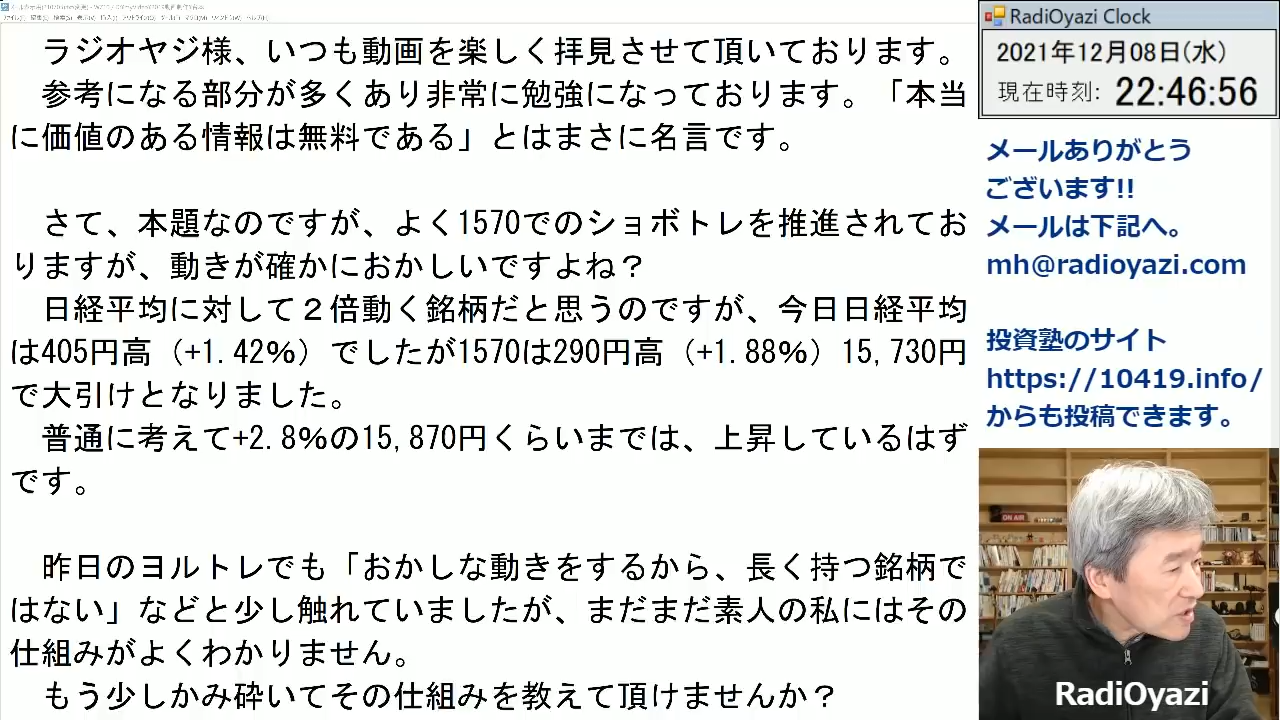 ラジオヤジ様、いつも動画を楽しく拝見させて頂いております。
参考になる部分が多くあり非常に勉強になっております。「本当
に価値のある情報は無料である」とはまさに名言です。
さて、本題なのですが、よく1570でのショボトレを推進されてお
りますが、動きが確かにおかしいですよね？
日経平均に対して２倍動く銘柄だと思うのですが、今日日経平均
は405円高（+1.42％）でしたが1570は290円高（+1.88％）15,730円
で大引けとなりました。
普通に考えて+2.8％の15,870円くらいまでは、上昇しているはず
です。
昨日のヨルトレでも「おかしな動きをするから、長く持つ銘柄で
はない」などと少し触れていましたが、まだまだ素人の私にはその
仕組みがよくわかりません。
もう少しかみ砕いてその仕組みを教えて頂けませんか？
RadiOyazi Clock
2021年12月08日(水)
現在時刻: 22:46:56
メールありがとう
ございます!!
メールは下記へ。
mh@radioyazi.com
投資塾のサイト
https://10419.info/
からも投稿できます。
ON AIR
RadiOyazi